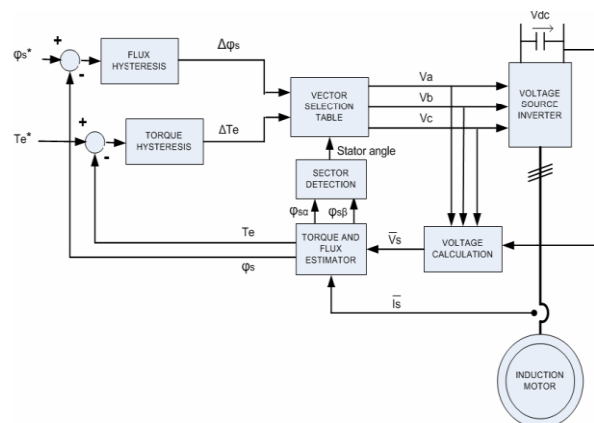 Vdc
+
φs*
-
FLUX
HYSTERESIS
Δφs
VECTOR
SELECTION
TABLE
Va
Vb
Vc
VOLTAGE
SOURCE
INVERTER
+
Te*
-
TORQUE
HYSTERESIS
ΔTe
Stator angle
SECTOR
DETECTION
φsα
φsβ
Te
φs
TORQUE AND
FLUX
ESTIMATOR
V̅s
VOLTAGE
CALCULATION
I̅s
INDUCTION
MOTOR